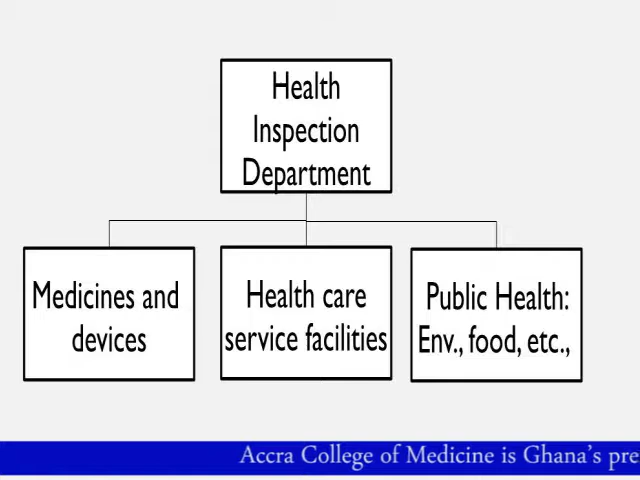 Health
Inspection
Department
Medicines and
devices
Health care
service facilities
Public Health:
Env., food, etc.,
Accra College of Medicine is Ghana's pre